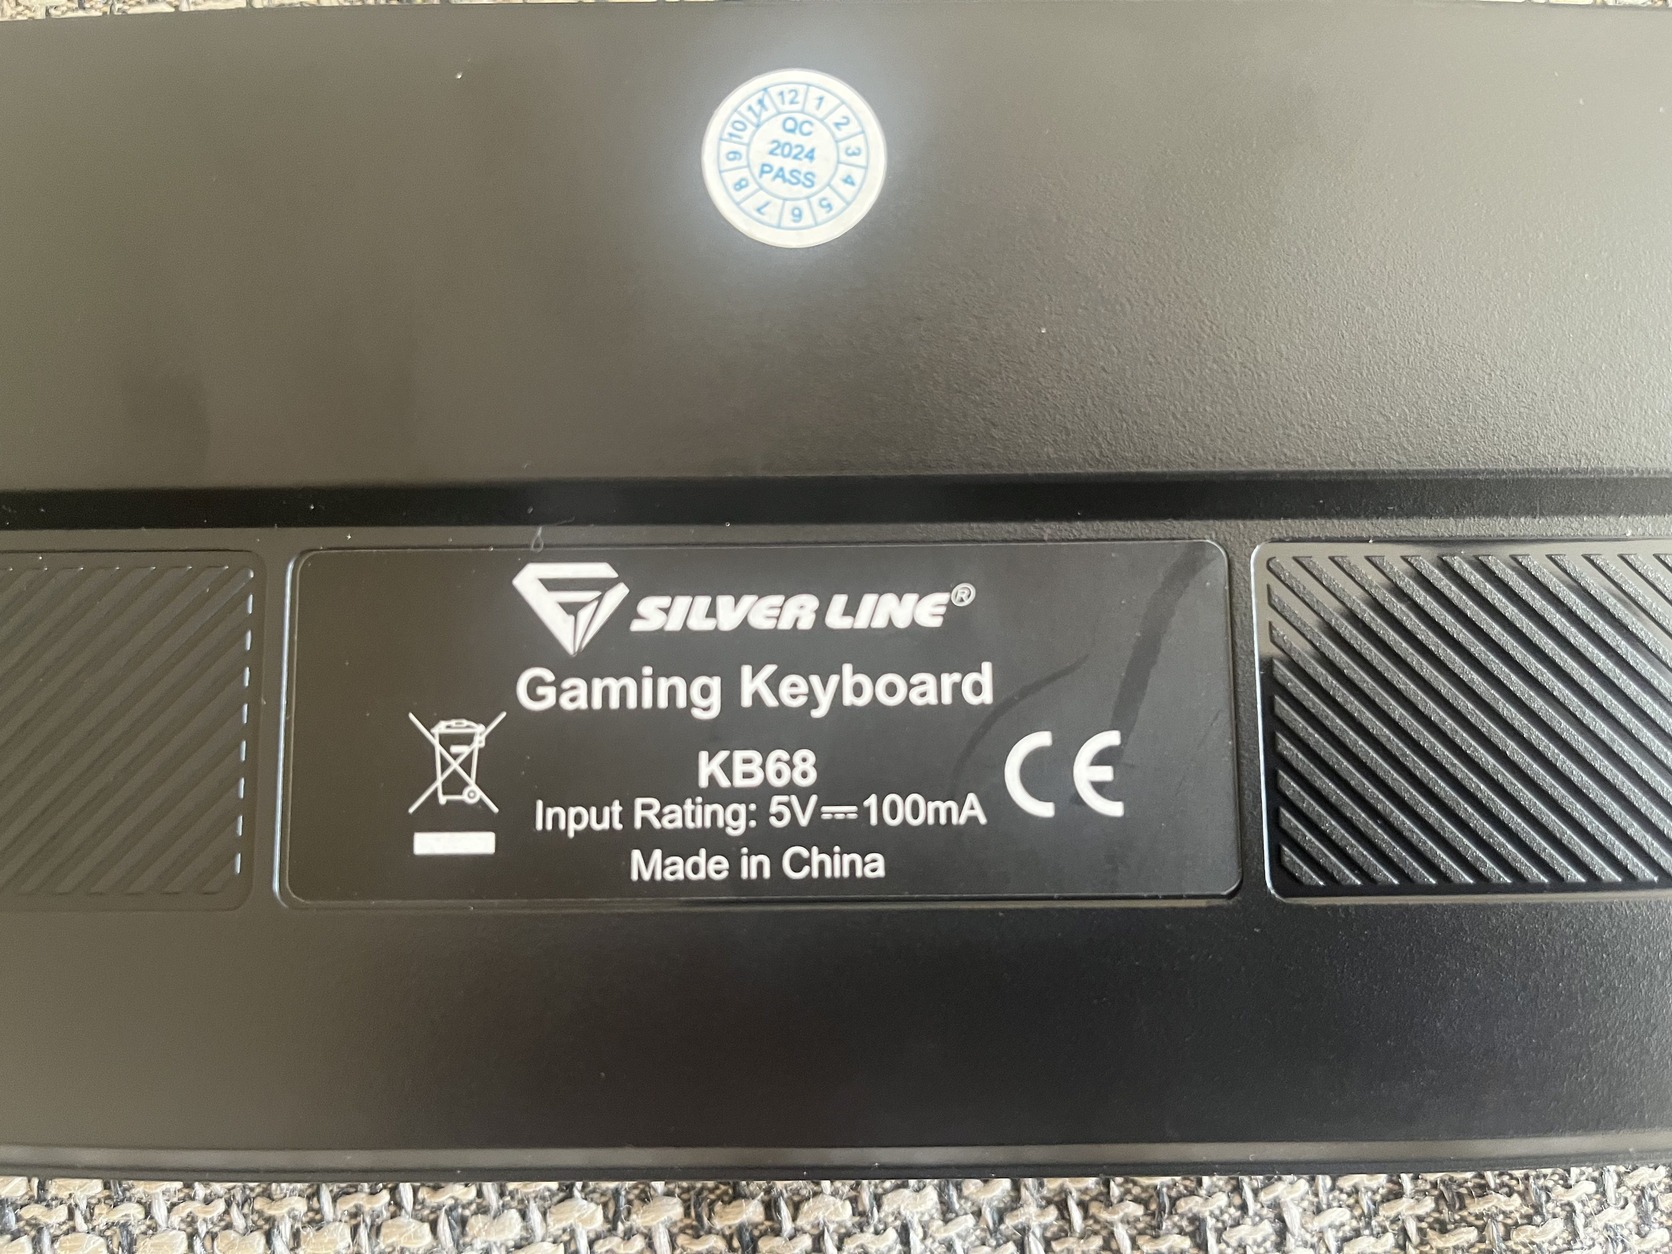 12 1 2 3 4 5 6 7 8 9 10 11
QC
2024
PASS
SILVER LINE®
Gaming Keyboard
KB68
Input Rating: 5V⎓100mA
CE
Made in China